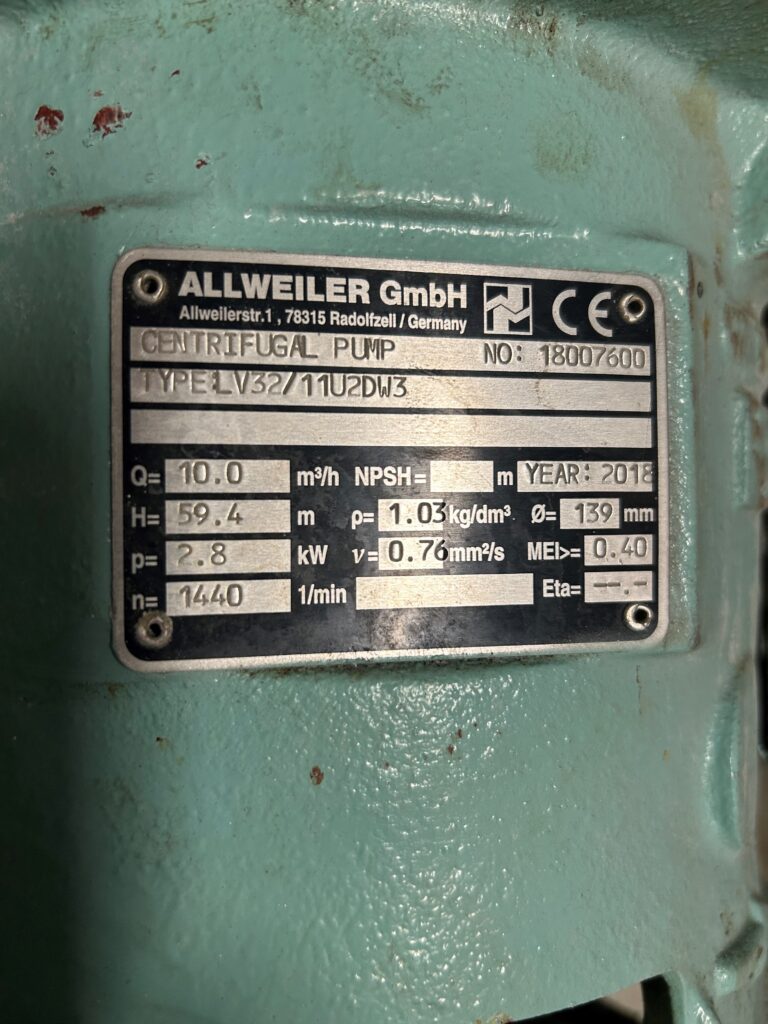 ALLWEILER GmbH CE
Allweilerstr.1 , 78315 Radolfzell / Germany
CENTRIFUGAL PUMP NO: 18007600
TYPE:LV32/11U2DW3
Q= 10.0 m³/h NPSH= m YEAR: 2018
H= 59.4 m ρ= 1.03 kg/dm³ Ø= 139 mm
p= 2.8 kW ν= 0.76 mm²/s MEI>= 0.40
n= 1440 1/min Eta= --.-